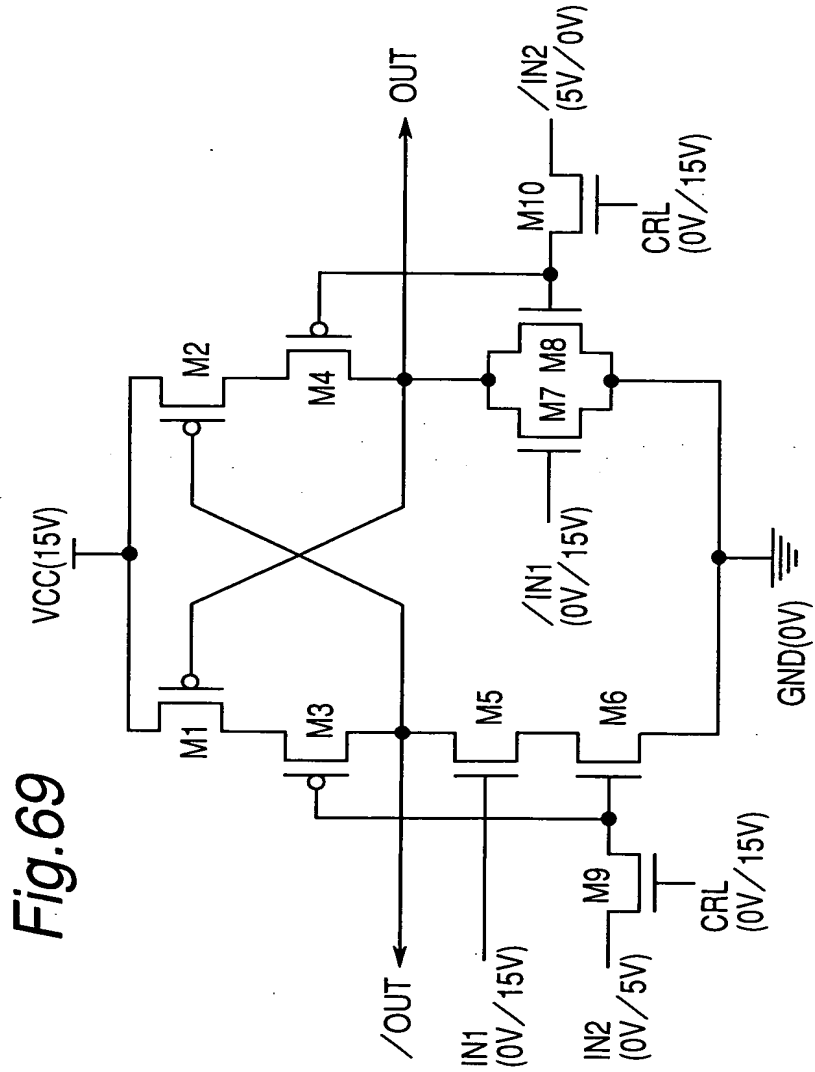 Fig.69
VCC(15V)
M1
M2
M3
M4
/OUT
OUT
IN1
(0V/15V)
M5
/IN1
(0V/15V)
M7
M8
M10
/IN2
(5V/0V)
CRL
(0V/15V)
IN2
(0V/5V)
M9
M6
CRL
(0V/15V)
GND(0V)